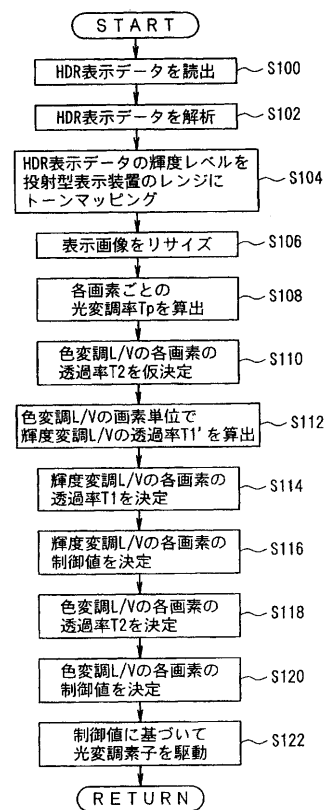 START
HDR表示データを読出
S100
HDR表示データを解析
S102
HDR表示データの輝度レベルを
投射型表示装置のレンジに
トーンマッピング
S104
表示画像をリサイズ
S106
各画素ごとの
光変調率Tpを算出
S108
色変調L/Vの各画素の
透過率T2を仮決定
S110
色変調L/Vの画素単位で
輝度変調L/Vの透過率T1'を算出
S112
輝度変調L/Vの各画素の
透過率T1を決定
S114
輝度変調L/Vの各画素の
制御値を決定
S116
色変調L/Vの各画素の
透過率T2を決定
S118
色変調L/Vの各画素の
制御値を決定
S120
制御値に基づいて
光変調素子を駆動
S122
RETURN